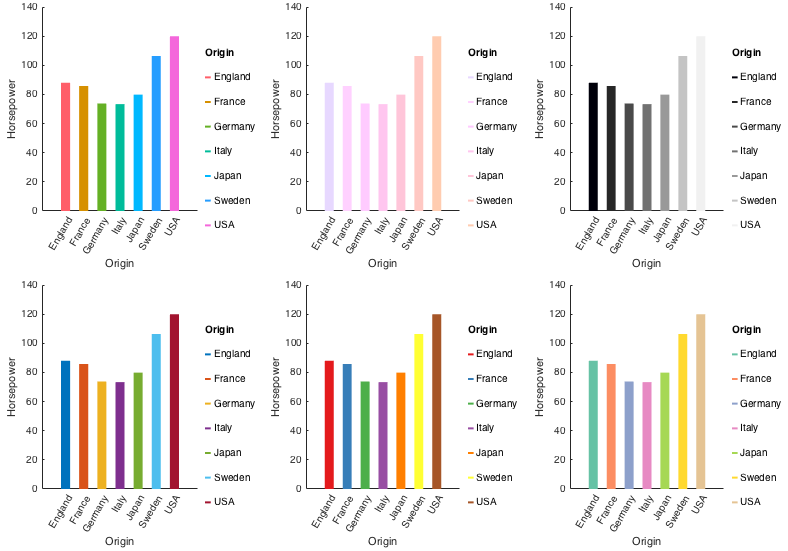 140
120
100
80
60
40
20
0
Horsepower
England
France
Germany
Italy
Japan
Sweden
USA
Origin
Origin
England
France
Germany
Italy
Japan
Sweden
USA
140
120
100
80
60
40
20
0
Horsepower
England
France
Germany
Italy
Japan
Sweden
USA
Origin
Origin
England
France
Germany
Italy
Japan
Sweden
USA
140
120
100
80
60
40
20
0
Horsepower
England
France
Germany
Italy
Japan
Sweden
USA
Origin
Origin
England
France
Germany
Italy
Japan
Sweden
USA
140
120
100
80
60
40
20
0
Horsepower
England
France
Germany
Italy
Japan
Sweden
USA
Origin
Origin
England
France
Germany
Italy
Japan
Sweden
USA
140
120
100
80
60
40
20
0
Horsepower
England
France
Germany
Italy
Japan
Sweden
USA
Origin
Origin
England
France
Germany
Italy
Japan
Sweden
USA
140
120
100
80
60
40
20
0
Horsepower
England
France
Germany
Italy
Japan
Sweden
USA
Origin
Origin
England
France
Germany
Italy
Japan
Sweden
USA